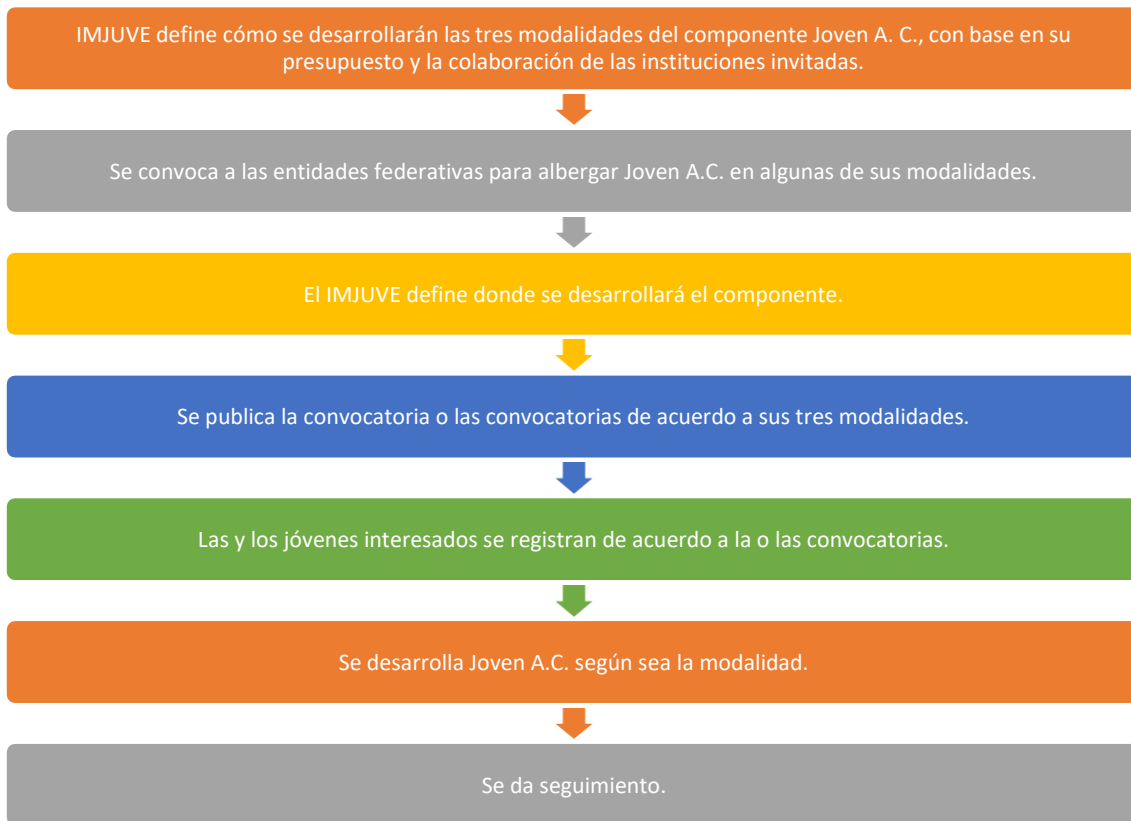 IMJUVE define cómo se desarrollarán las tres modalidades del componente Joven A. C., con base en su
presupuesto y la colaboración de las instituciones invitadas.
Se convoca a las entidades federativas para albergar Joven A.C. en algunas de sus modalidades.
El IMJUVE define donde se desarrollará el componente.
Se publica la convocatoria o las convocatorias de acuerdo a sus tres modalidades.
Las y los jóvenes interesados se registran de acuerdo a la o las convocatorias.
Se desarrolla Joven A.C. según sea la modalidad.
Se da seguimiento.